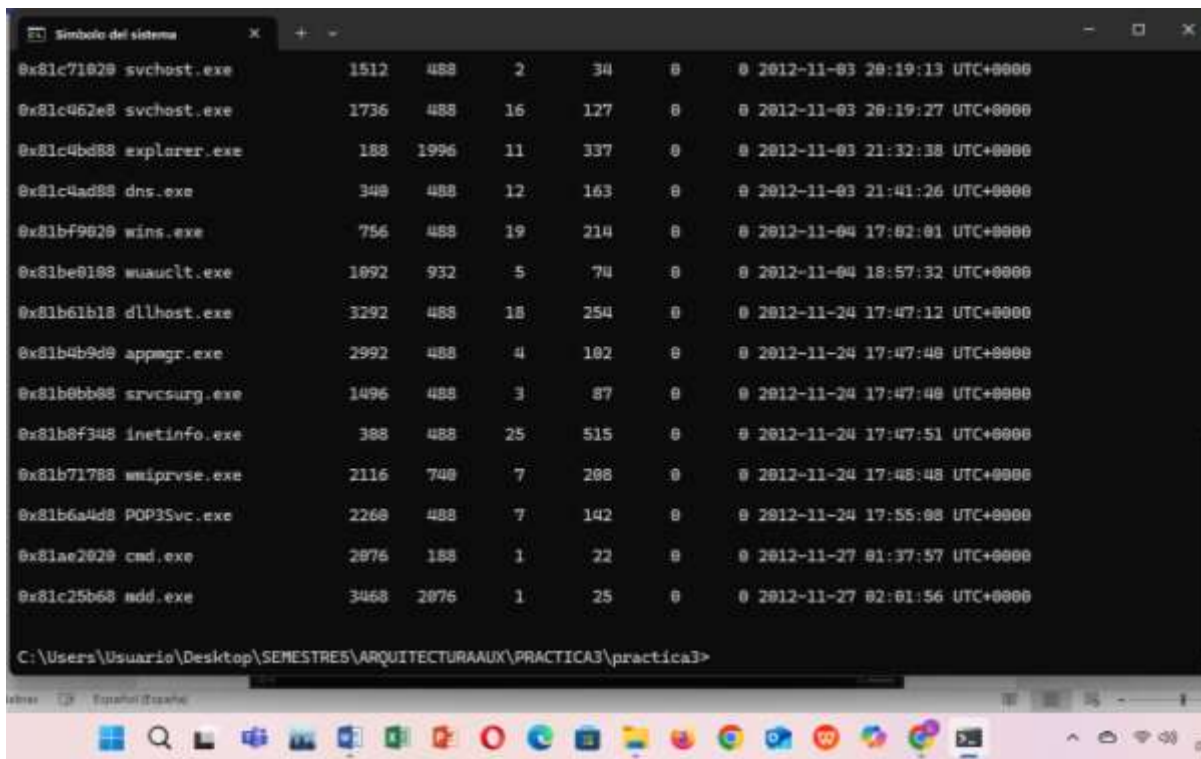 Símbolo del sistema
0x81c71020 svchost.exe 1512 488 2 34 0 0 2012-11-03 20:19:13 UTC+0000
0x81c462e8 svchost.exe 1736 488 16 127 0 0 2012-11-03 20:19:27 UTC+0000
0x81c4bd88 explorer.exe 188 1996 11 337 0 0 2012-11-03 21:32:38 UTC+0000
0x81c4ad88 dns.exe 340 488 12 163 0 0 2012-11-03 21:41:26 UTC+0000
0x81bf9020 wins.exe 756 488 19 214 0 0 2012-11-04 17:02:01 UTC+0000
0x81be0108 wuauclt.exe 1092 932 5 74 0 0 2012-11-04 18:57:32 UTC+0000
0x81b61b18 dllhost.exe 3292 488 18 254 0 0 2012-11-24 17:47:12 UTC+0000
0x81b4b9d0 appmgr.exe 2992 488 4 102 0 0 2012-11-24 17:47:40 UTC+0000
0x81b0bb08 srvcsurg.exe 1496 488 3 87 0 0 2012-11-24 17:47:40 UTC+0000
0x81b8f348 inetinfo.exe 388 488 25 515 0 0 2012-11-24 17:47:51 UTC+0000
0x81b71788 wmiprvse.exe 2116 740 7 208 0 0 2012-11-24 17:48:48 UTC+0000
0x81b6a4d8 POP3Svc.exe 2260 488 7 142 0 0 2012-11-24 17:55:08 UTC+0000
0x81ae2020 cmd.exe 2076 188 1 22 0 0 2012-11-27 01:37:57 UTC+0000
0x81c25b68 mdd.exe 3468 2076 1 25 0 0 2012-11-27 02:01:56 UTC+0000
C:\Users\Usuario\Desktop\SEMESTRE5\ARQUITECTURAAUX\PRACTICA3\practica3>
Español (España)